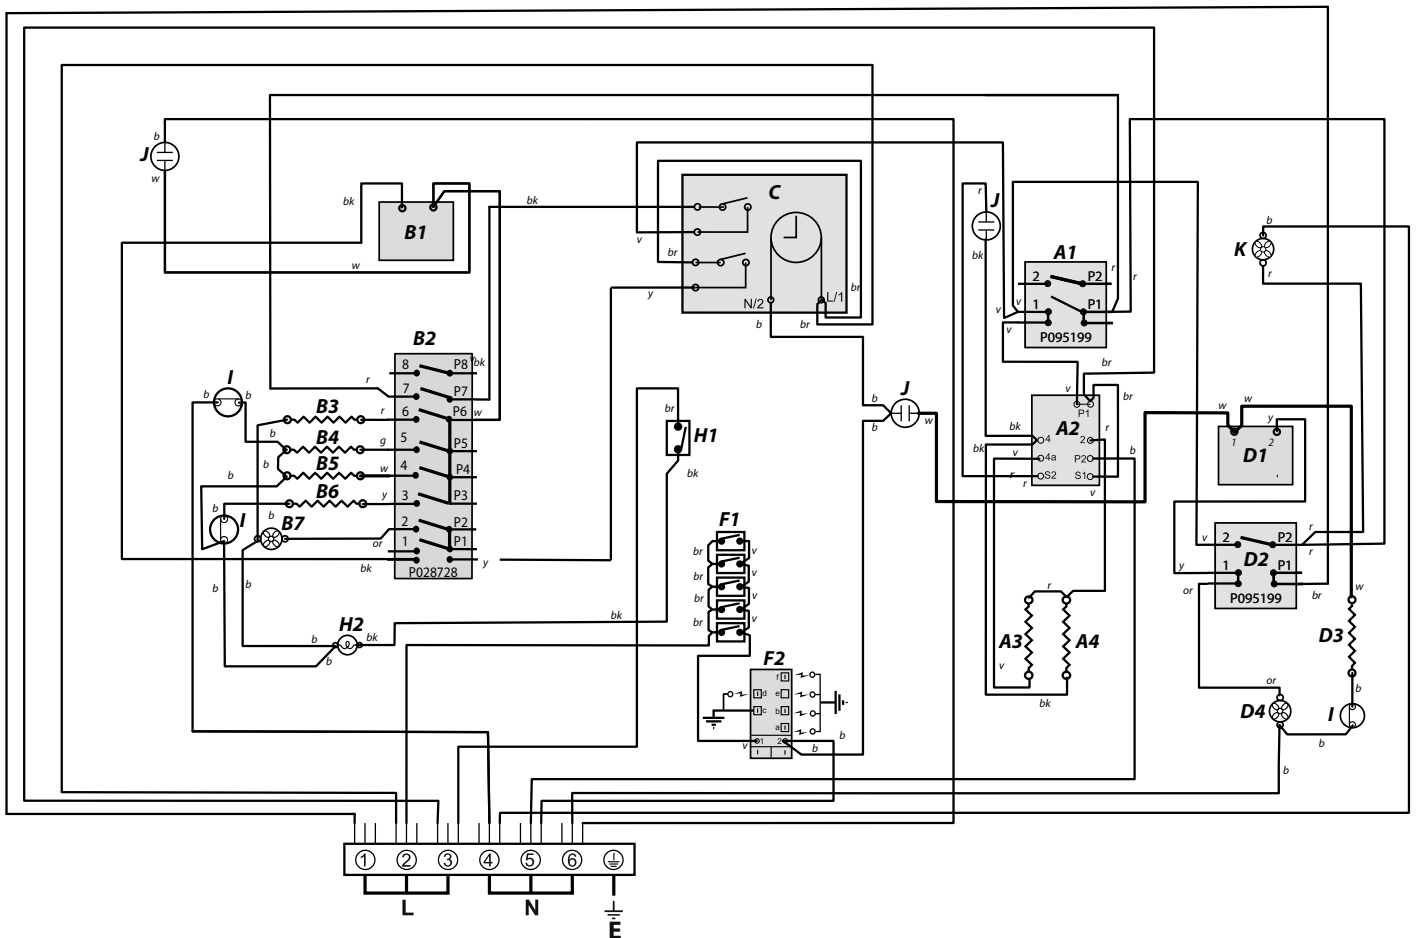 b
J
w
bk
B1
w
bk
v
br
y
C
N/2
L/1
b
br
br
r
J
bk
A1
2
P2
1
P1
P095199
r
r
v
v
v
br
b
K
r
B2
8
P8
bk
7
P7
6
P6
w
5
P5
4
P4
3
P3
2
P2
1
P1
P028728
y
r
I
b
b
B3
r
b
B4
g
b
B5
w
b
B6
y
b
I
b
B7
or
bk
b
b
H2
b
bk
b
bk
br
H1
bk
b
J
b
w
v
P1
br
A2
bk
4
2
r
bk
v
4a
P2
b
r
S2
S1
r
v
w
w
y
1
2
D1
v
2
P2
r
r
D2
y
1
P1
or
P095199
br
w
F1
br
v
br
v
br
v
br
v
F2
f
d
e
c
b
a
v
1
2
b
b
r
A3
A4
v
bk
D3
or
b
D4
I
b
b
1
2
3
4
5
6
L
N
E